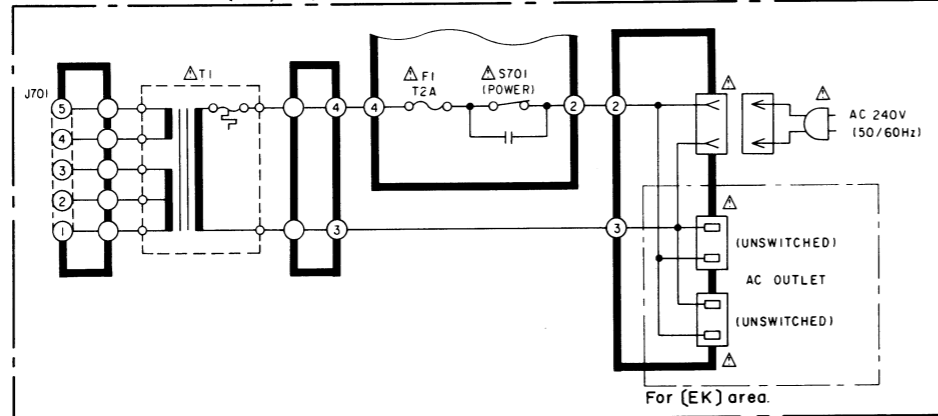 J701
5
4
3
2
1
T1
4
3
4
F1
T2A
S701
(POWER)
2
2
3
AC 240V
(50/60Hz)
(UNSWITCHED)
AC OUTLET
(UNSWITCHED)
For (EK) area.